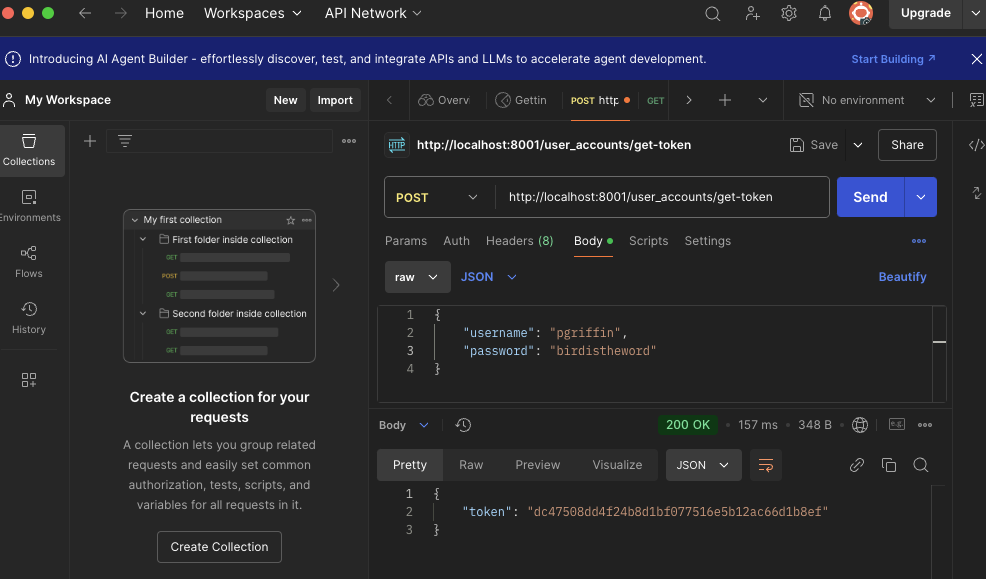 Home Workspaces API Network Upgrade
Introducing AI Agent Builder - effortlessly discover, test, and integrate APIs and LLMs to accelerate agent development. Start Building
My Workspace New Import
Overv Gettin POST http GET No environment
Collections
Environments
Flows
History
My first collection
First folder inside collection
GET
POST
GET
Second folder inside collection
GET
GET
Create a collection for your
requests
A collection lets you group related
requests and easily set common
authorization, tests, scripts, and
variables for all requests in it.
Create Collection
HTTP http://localhost:8001/user_accounts/get-token Save Share
POST http://localhost:8001/user_accounts/get-token Send
Params Auth Headers (8) Body Scripts Settings
raw JSON Beautify
1 {
2 "username": "pgriffin",
3 "password": "birdistheword"
4 }
Body 200 OK 157 ms 348 B e.g.
Pretty Raw Preview Visualize JSON
1 {
2 "token": "dc47508dd4f24b8d1bf077516e5b12ac66d1b8ef"
3 }